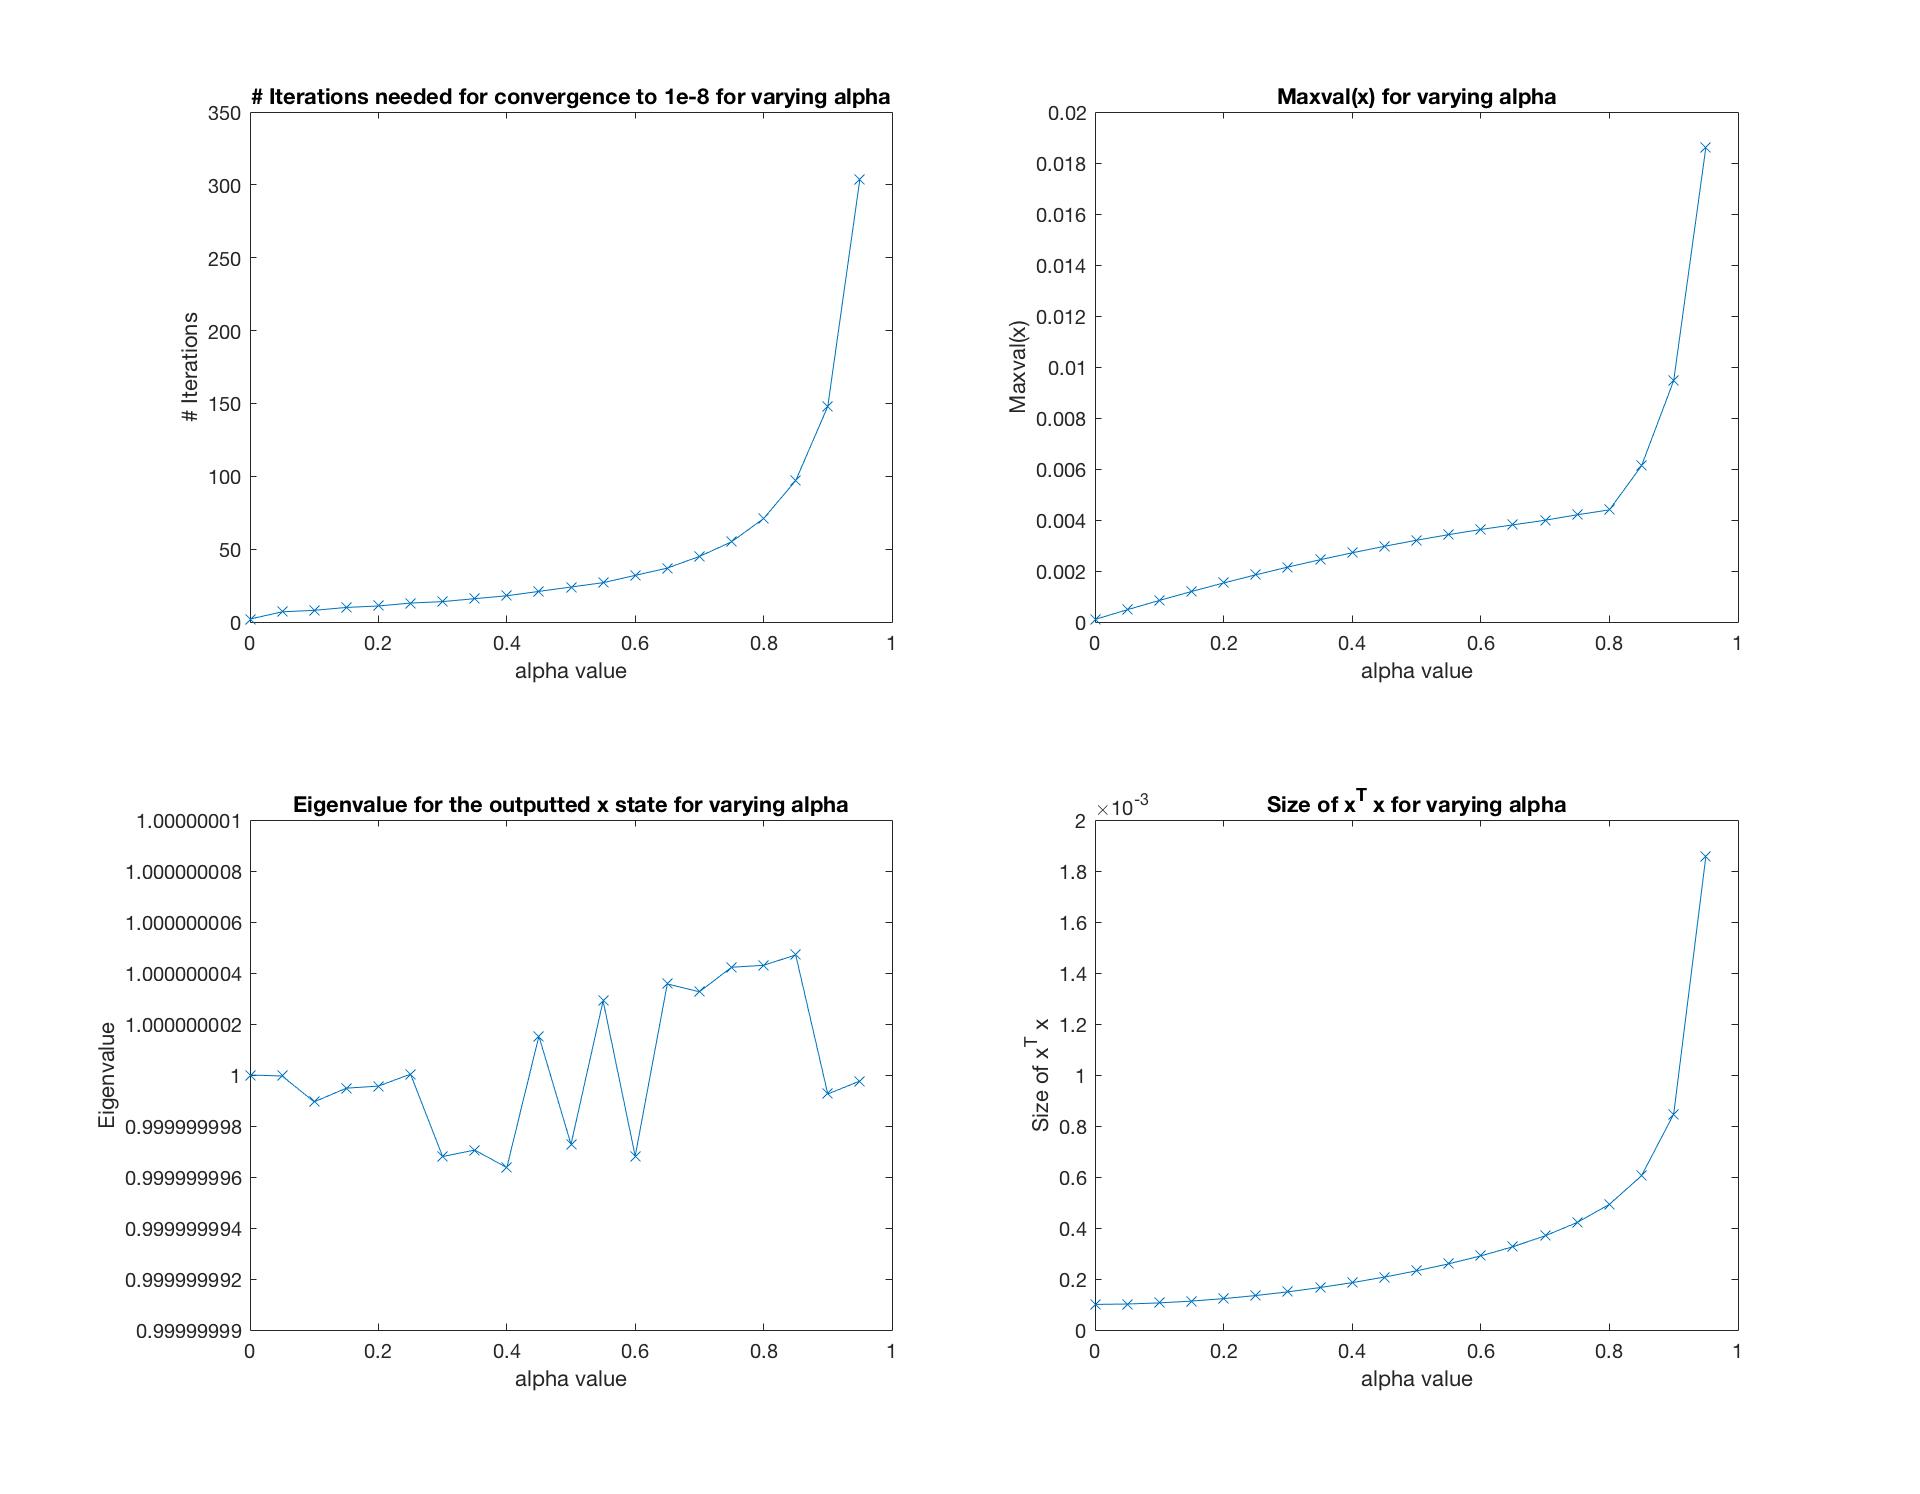 # Iterations needed for convergence to 1e-8 for varying alpha
350
300
250
200
150
100
50
0
# Iterations
0 0.2 0.4 0.6 0.8 1
alpha value
Maxval(x) for varying alpha
0.02
0.018
0.016
0.014
0.012
0.01
0.008
0.006
0.004
0.002
0
Maxval(x)
0 0.2 0.4 0.6 0.8 1
alpha value
Eigenvalue for the outputted x state for varying alpha
1.00000001
1.000000008
1.000000006
1.000000004
1.000000002
1
0.999999998
0.999999996
0.999999994
0.999999992
0.99999999
Eigenvalue
0 0.2 0.4 0.6 0.8 1
alpha value
Size of x^T x for varying alpha
×10^-3
2
1.8
1.6
1.4
1.2
1
0.8
0.6
0.4
0.2
0
Size of x^T x
0 0.2 0.4 0.6 0.8 1
alpha value